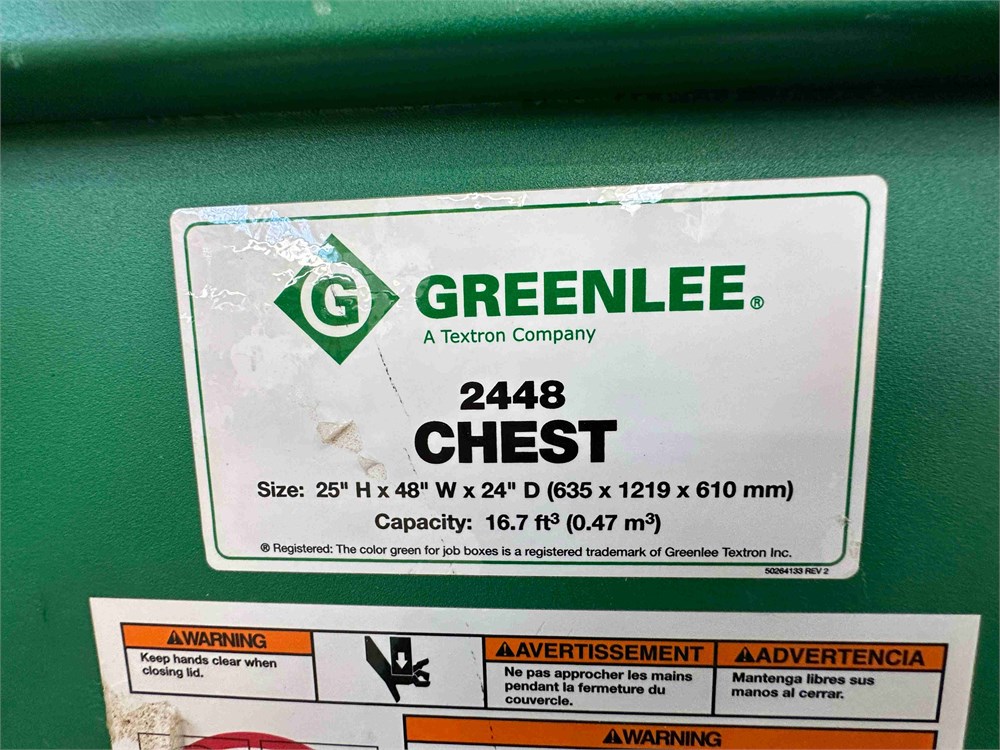 G GREENLEE®
A Textron Company
2448
CHEST
Size: 25" H x 48" W x 24" D (635 x 1219 x 610 mm)
Capacity: 16.7 ft³ (0.47 m³)
® Registered: The color green for job boxes is a registered trademark of Greenlee Textron Inc.
50264133 REV 2
⚠WARNING
Keep hands clear when
closing lid.
⚠AVERTISSEMENT
Ne pas approcher les mains
pendant la fermeture du
couvercle.
⚠ADVERTENCIA
Mantenga libres sus
manos al cerrar.
⚠WARNING